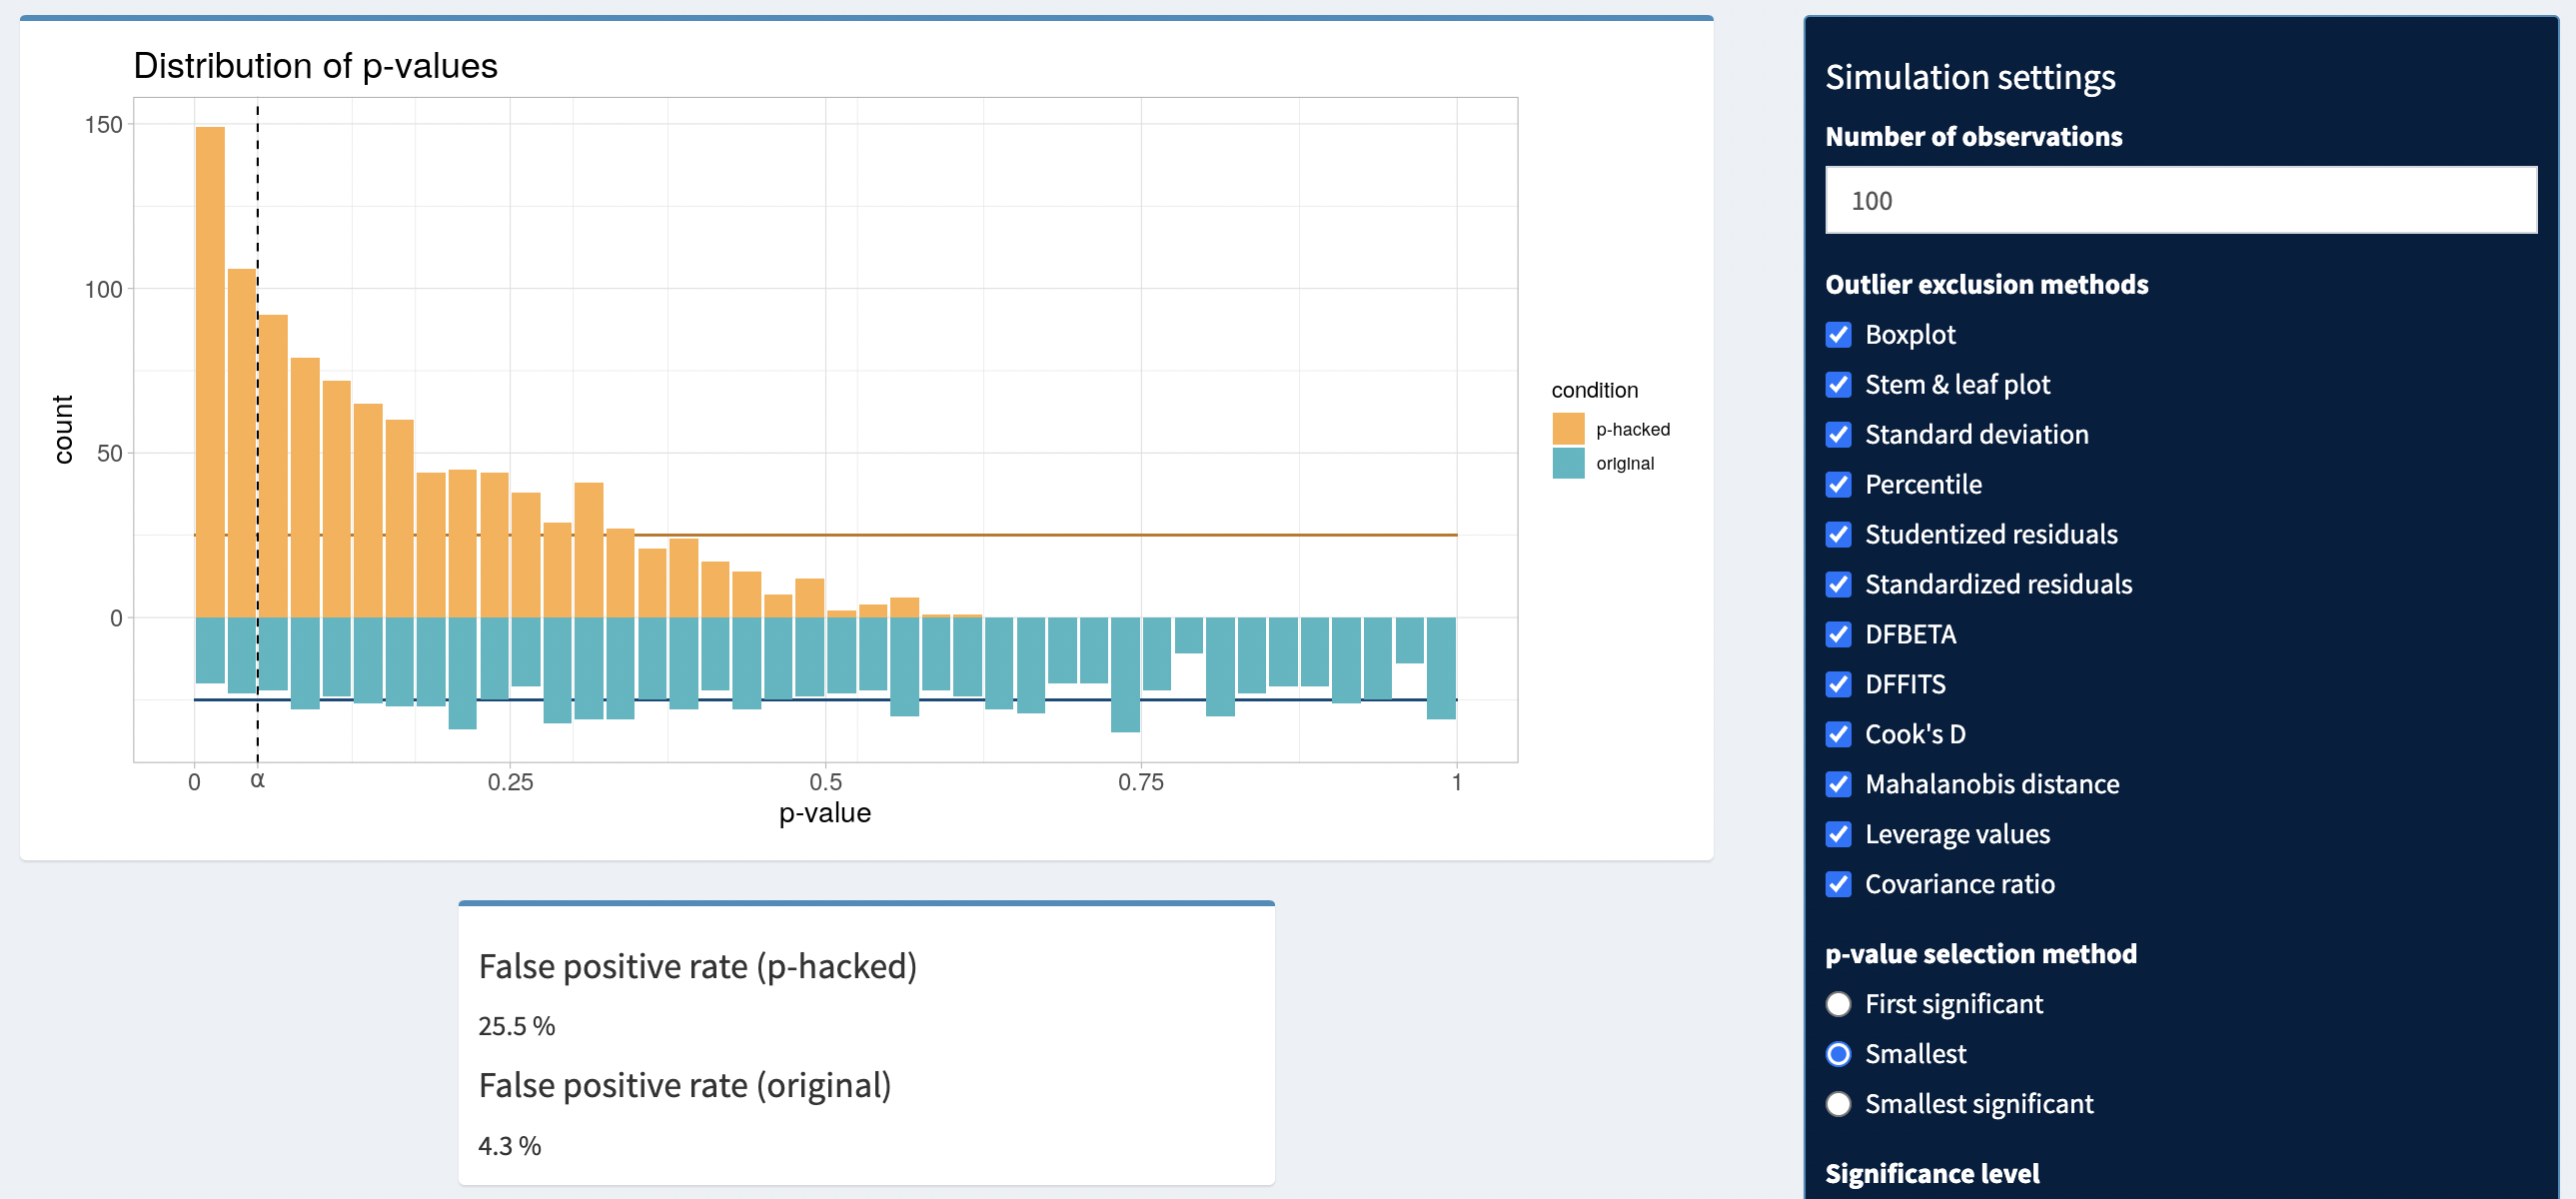 Distribution of p-values
150
100
50
0
count
0
α
0.25
0.5
0.75
1
p-value
condition
p-hacked
original
False positive rate (p-hacked)
25.5 %
False positive rate (original)
4.3 %
Simulation settings
Number of observations
100
Outlier exclusion methods
Boxplot
Stem & leaf plot
Standard deviation
Percentile
Studentized residuals
Standardized residuals
DFBETA
DFFITS
Cook's D
Mahalanobis distance
Leverage values
Covariance ratio
p-value selection method
First significant
Smallest
Smallest significant
Significance level